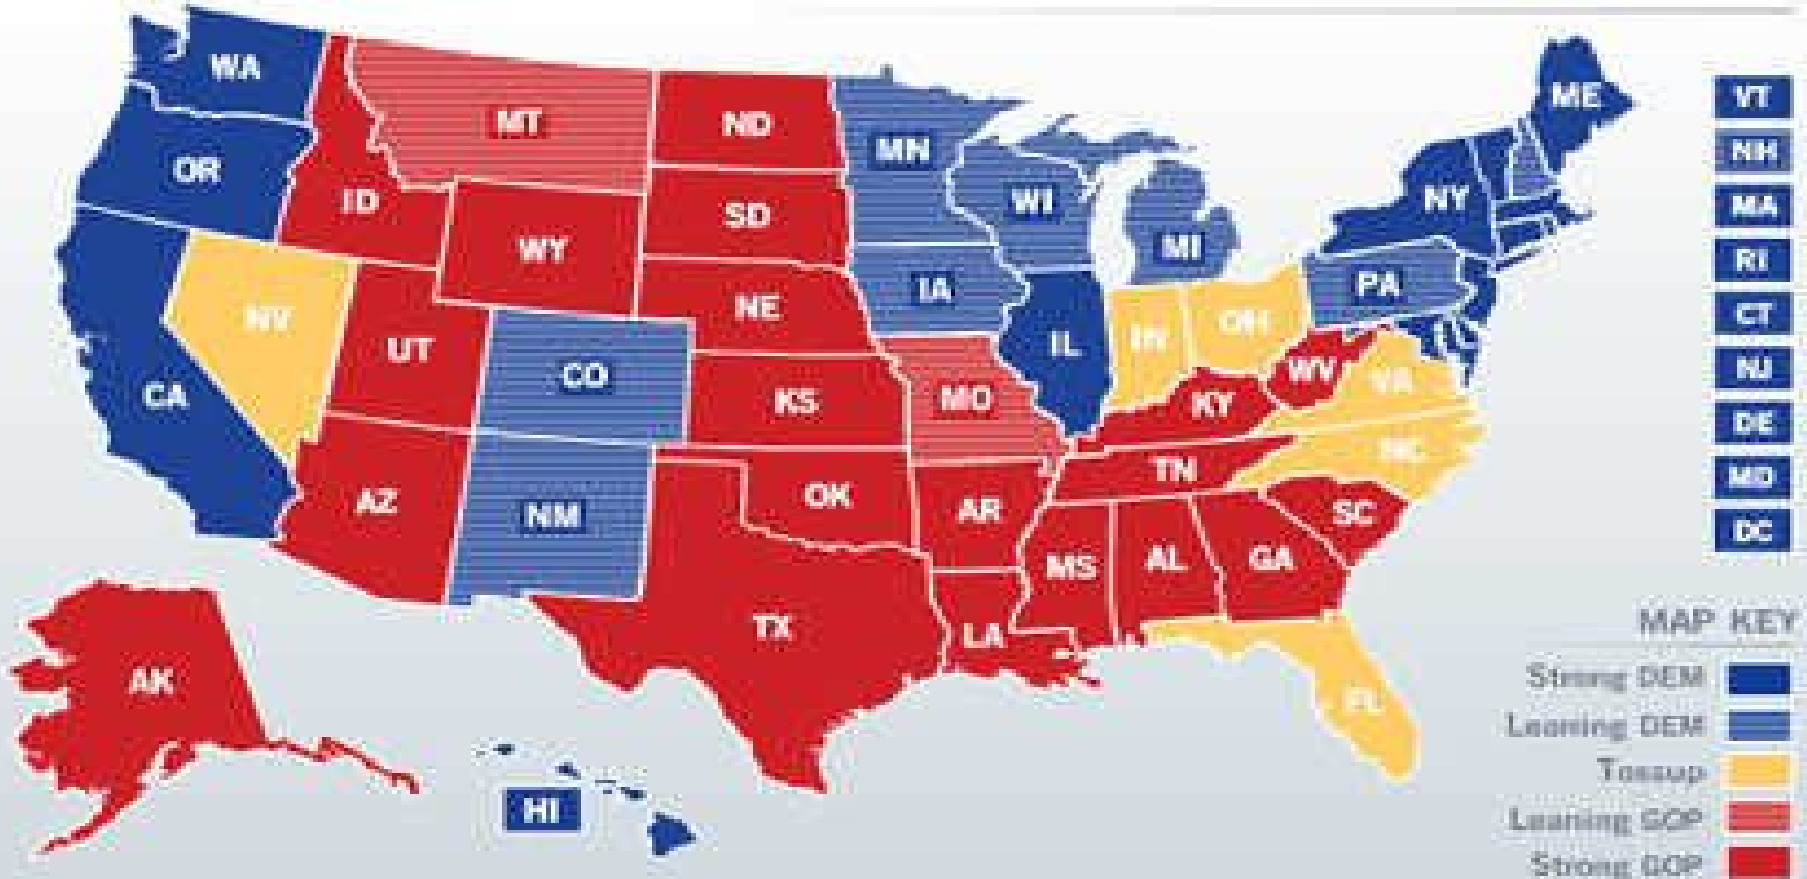 WA
MT
ND
MN
OR
ID
WY
SD
WI
MI
NY
ME
VT
NH
MA
RI
CT
NJ
DE
MD
DC
NV
UT
CO
NE
IA
IL
IN
OH
PA
CA
KS
MO
KY
WV
VA
AZ
NM
OK
AR
TN
NC
SC
TX
LA
MS
AL
GA
FL
AK
HI
MAP KEY
Strong DEM
Leaning DEM
Tossup
Leaning GOP
Strong GOP